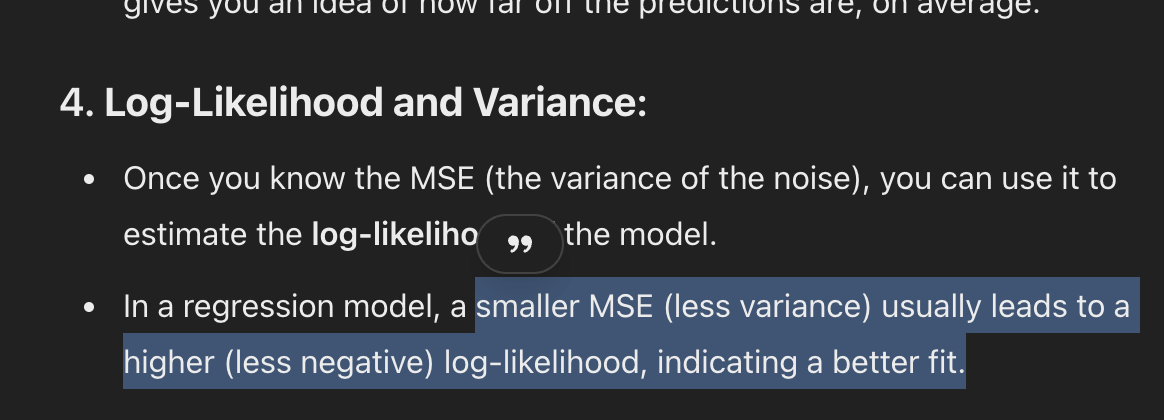 gives you an idea of how far off the predictions are, on average.
4. Log-Likelihood and Variance:
• Once you know the MSE (the variance of the noise), you can use it to
estimate the log-likeliho the model.
• In a regression model, a smaller MSE (less variance) usually leads to a
higher (less negative) log-likelihood, indicating a better fit.